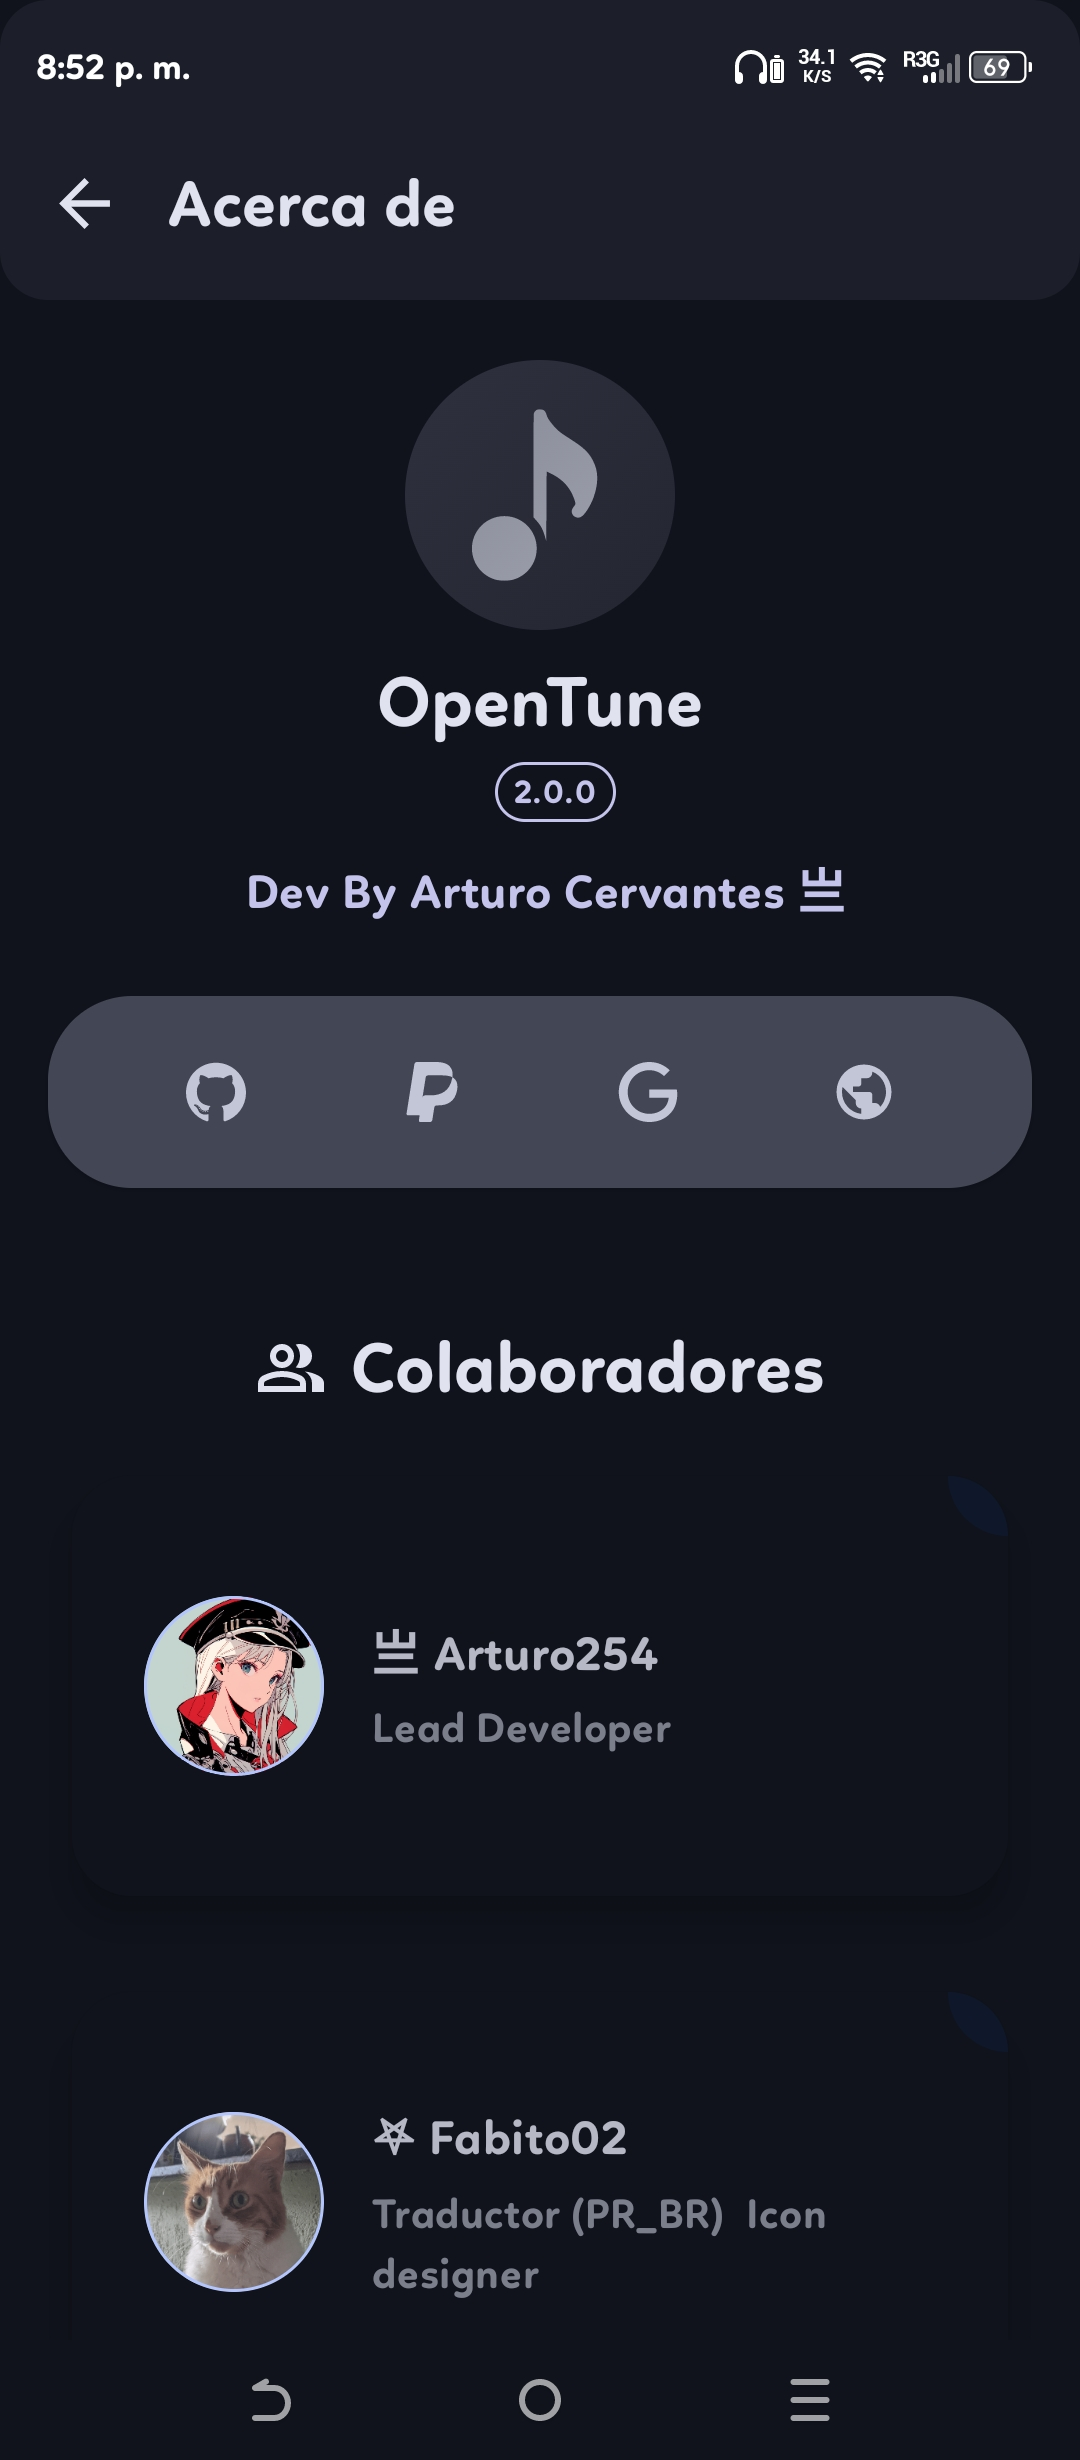 8:52 p. m.
34.1
K/S
R3G
69
Acerca de
OpenTune
2.0.0
Dev By Arturo Cervantes 亗
Colaboradores
亗 Arturo254
Lead Developer
⛧ Fabito02
Traductor (PR_BR) Icon
designer